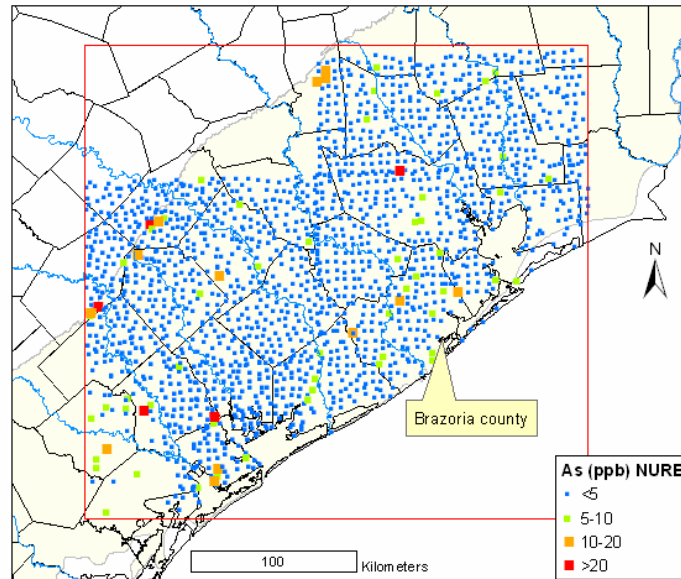 N
Brazoria county
As (ppb) NURE
<5
5-10
10-20
>20
100
Kilometers